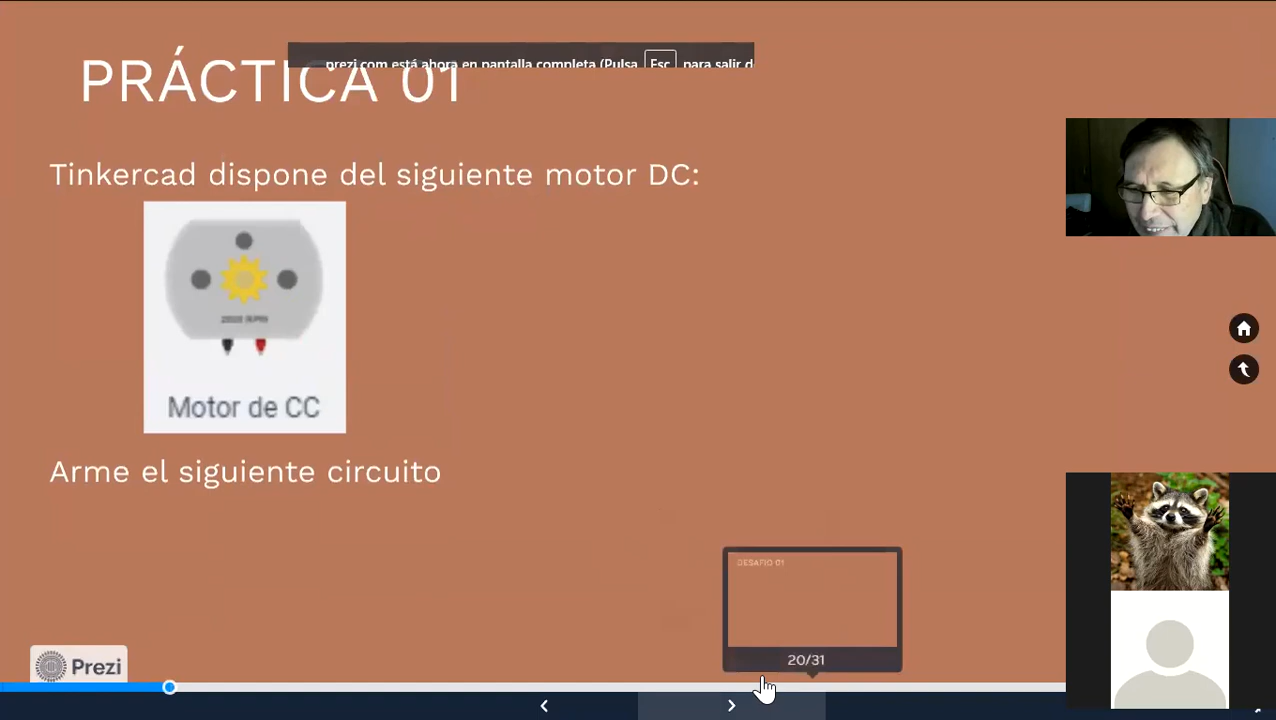 prezi.com está ahora en pantalla completa (Pulsa Esc para salir d
PRÁCTICA 01
Tinkercad dispone del siguiente motor DC:
Motor de CC
Arme el siguiente circuito
DESAFIO 01
20/31
Prezi